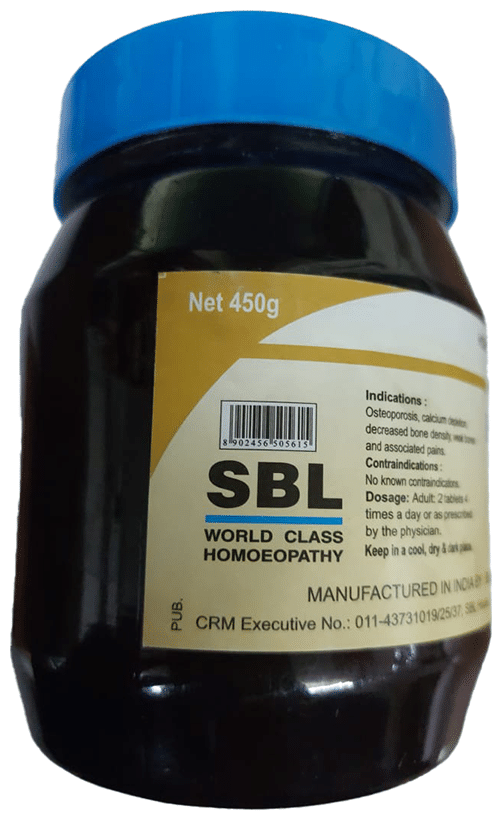 Net 450g
8 902456 505615
SBL
WORLD CLASS
HOMOEOPATHY
Indications :
Osteoporosis, calcium depletion,
decreased bone density, weak bones
and associated pains.
Contraindications :
No known contraindications.
Dosage: Adult: 2 tablets 4
times a day or as prescribed
by the physician.
Keep in a cool, dry & dark place.
MANUFACTURED IN INDIA BY
CRM Executive No.: 011-43731019/25/37, SBL
PUB.